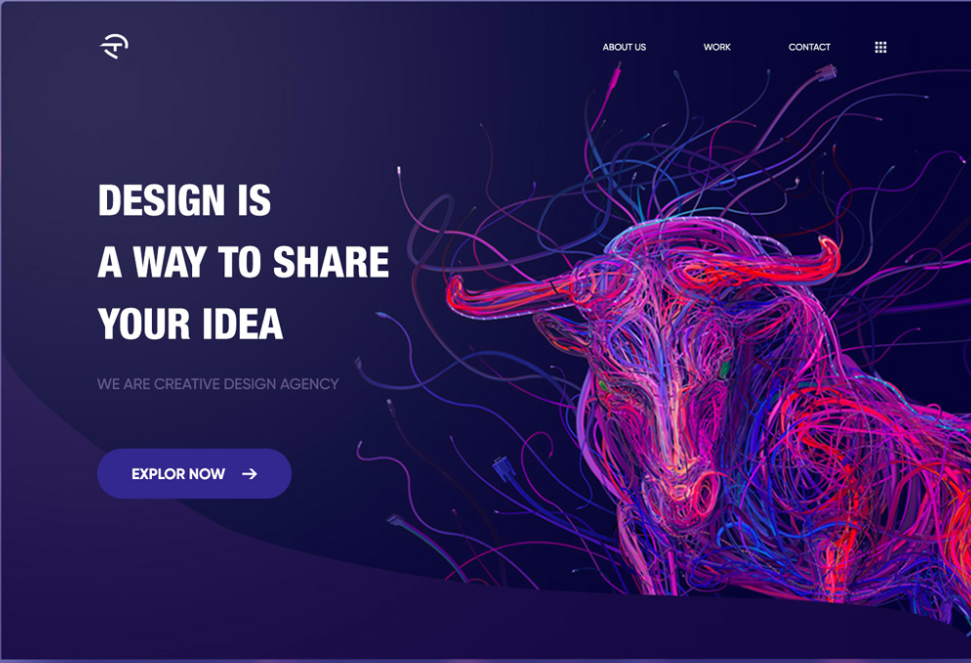 ABOUT US
WORK
CONTACT
DESIGN IS
A WAY TO SHARE
YOUR IDEA
WE ARE CREATIVE DESIGN AGENCY
EXPLOR NOW